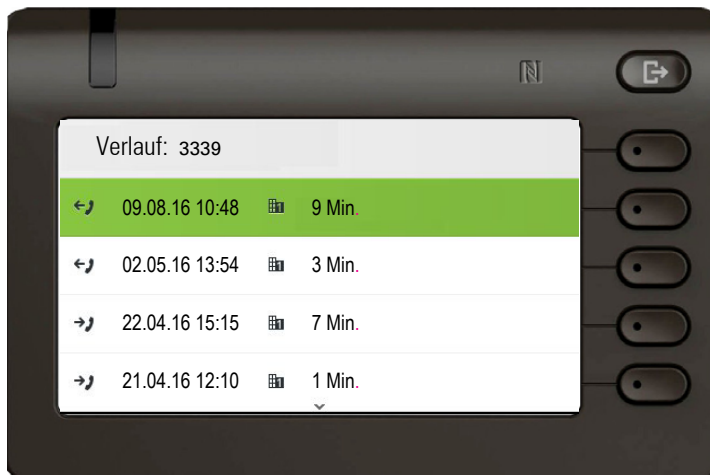 Verlauf: 3339
09.08.16 10:48 9 Min.
02.05.16 13:54 3 Min.
22.04.16 15:15 7 Min.
21.04.16 12:10 1 Min.